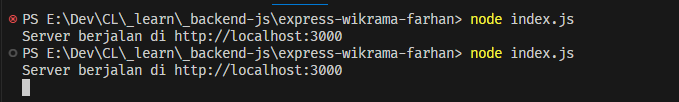 PS E:\Dev\CL\_learn\_backend-js\express-wikrama-farhan> node index.js
Server berjalan di http://localhost:3000
PS E:\Dev\CL\_learn\_backend-js\express-wikrama-farhan> node index.js
Server berjalan di http://localhost:3000